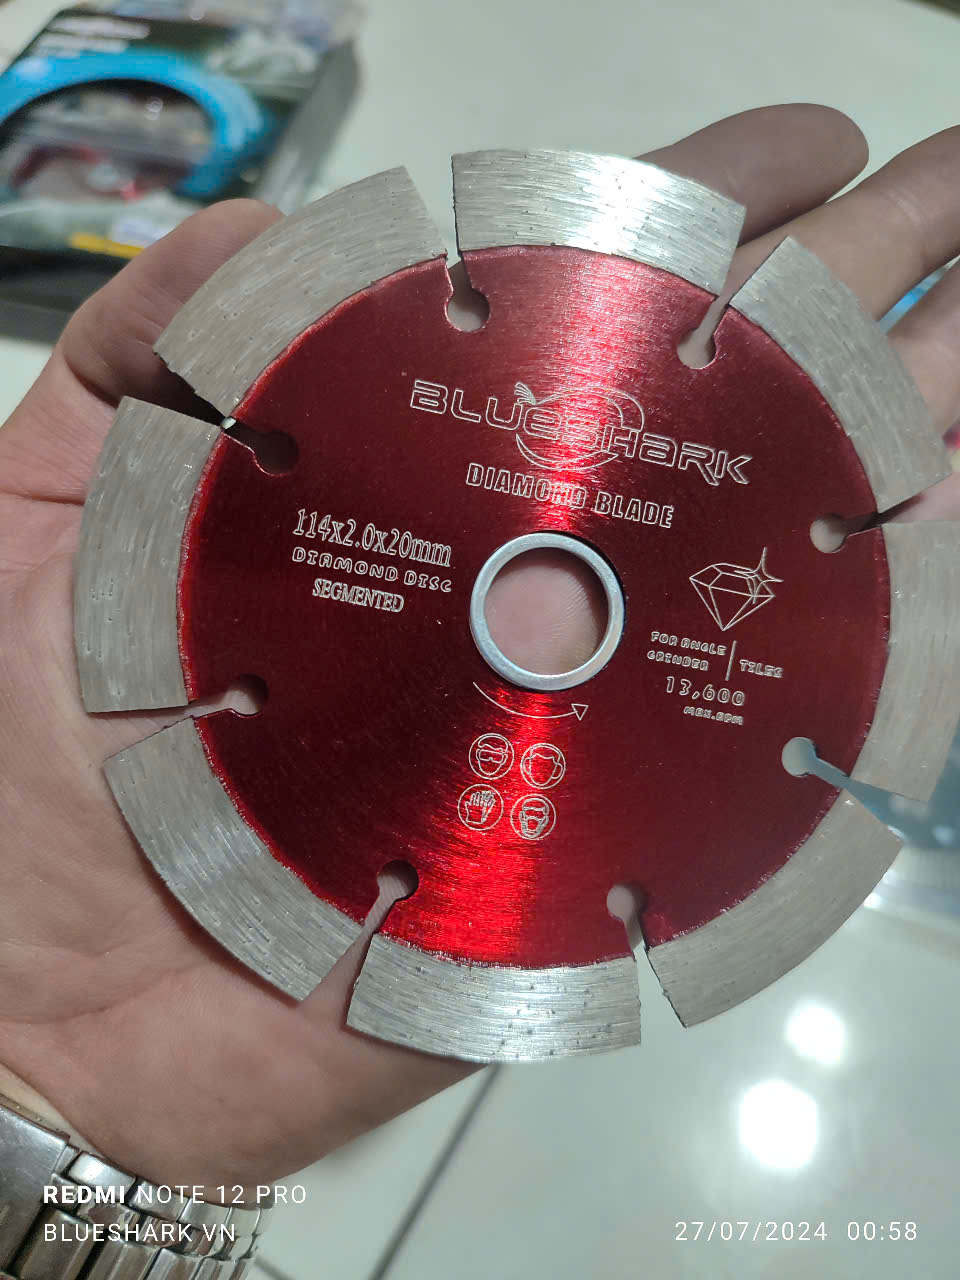 BLUeSHARK
DIAMOND BLADE
114x2.0x20mm
DIAMOND DISC
SEGMENTED
FOR ANGLE GRINDER | TILES
13,600
MAX.RPM
REDMI NOTE 12 PRO
BLUESHARK VN
27/07/2024 00:58